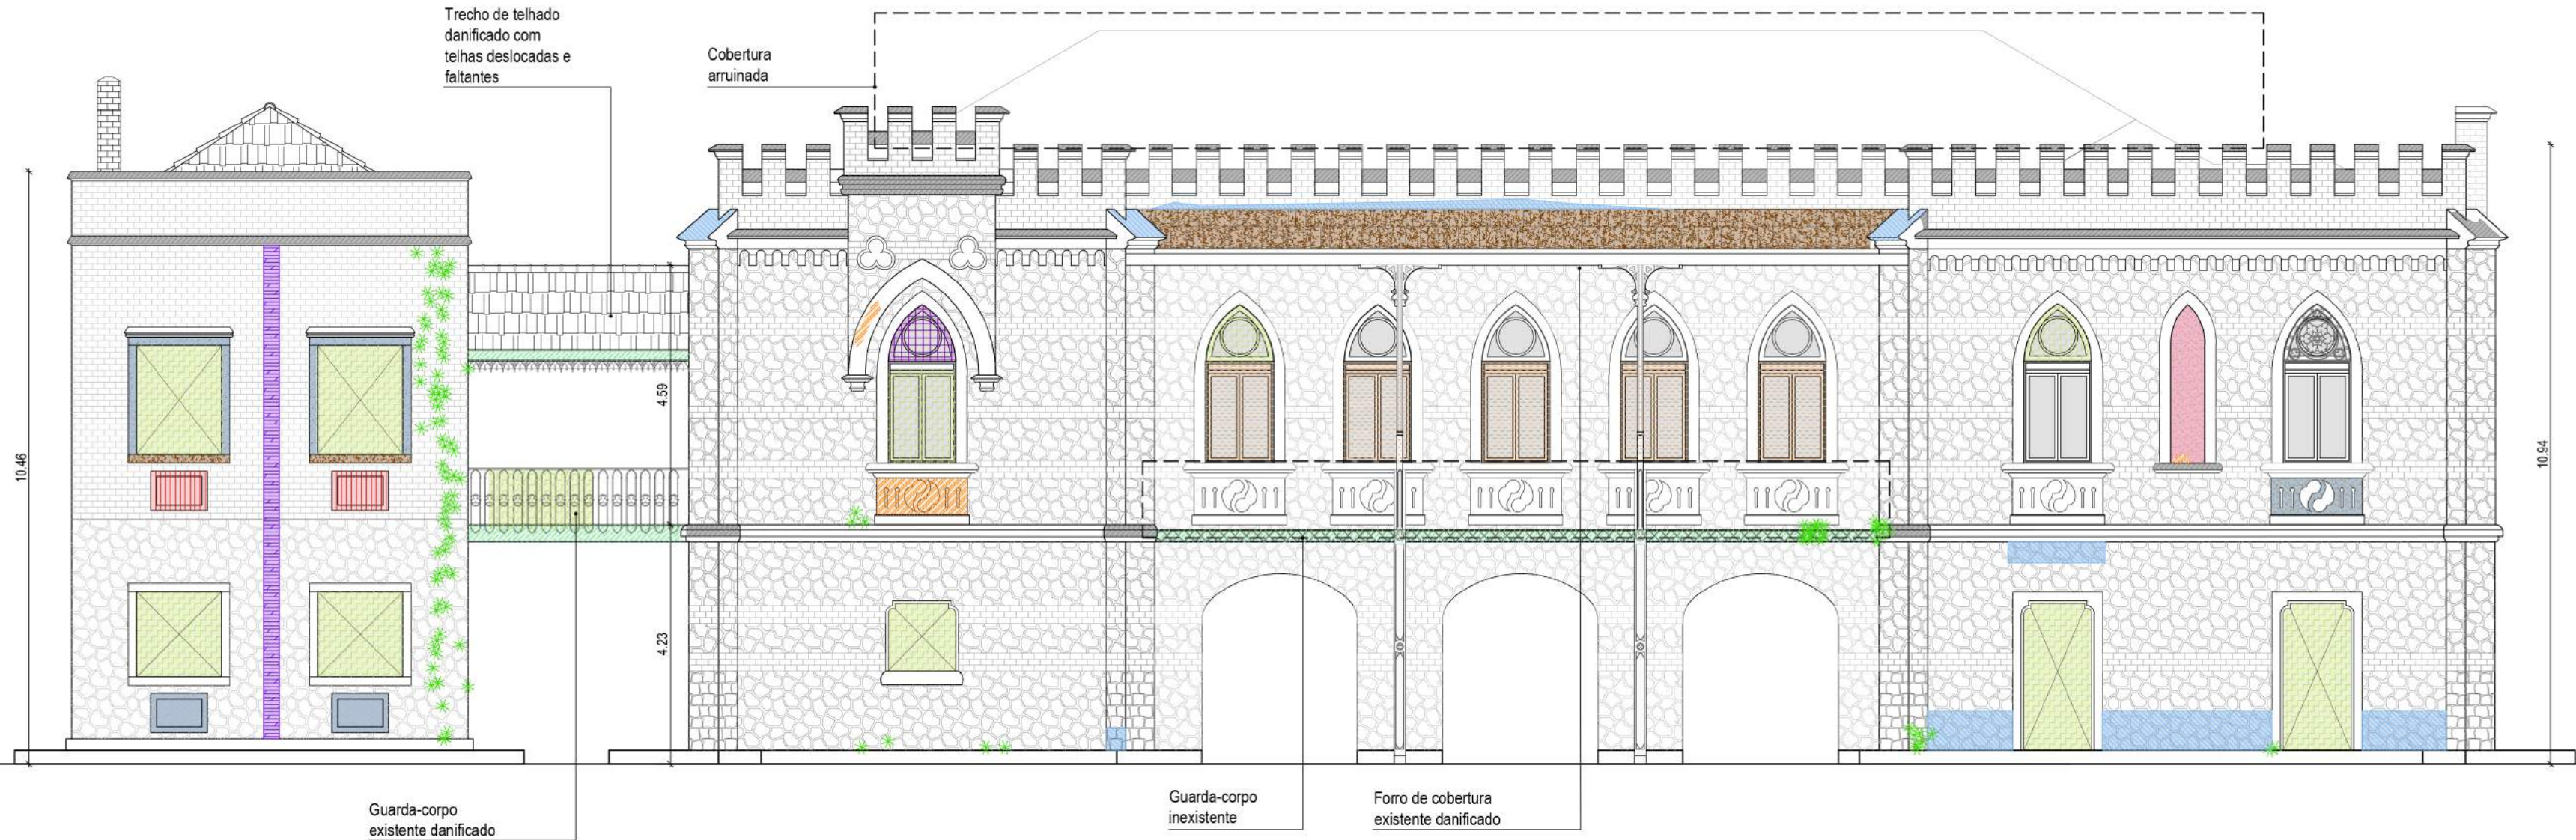 Trecho de telhado
danificado com
telhas deslocadas e
faltantes
Cobertura
arruinada
10.46
4.59
4.23
10.94
Guarda-corpo
existente danificado
Guarda-corpo
inexistente
Forro de cobertura
existente danificado